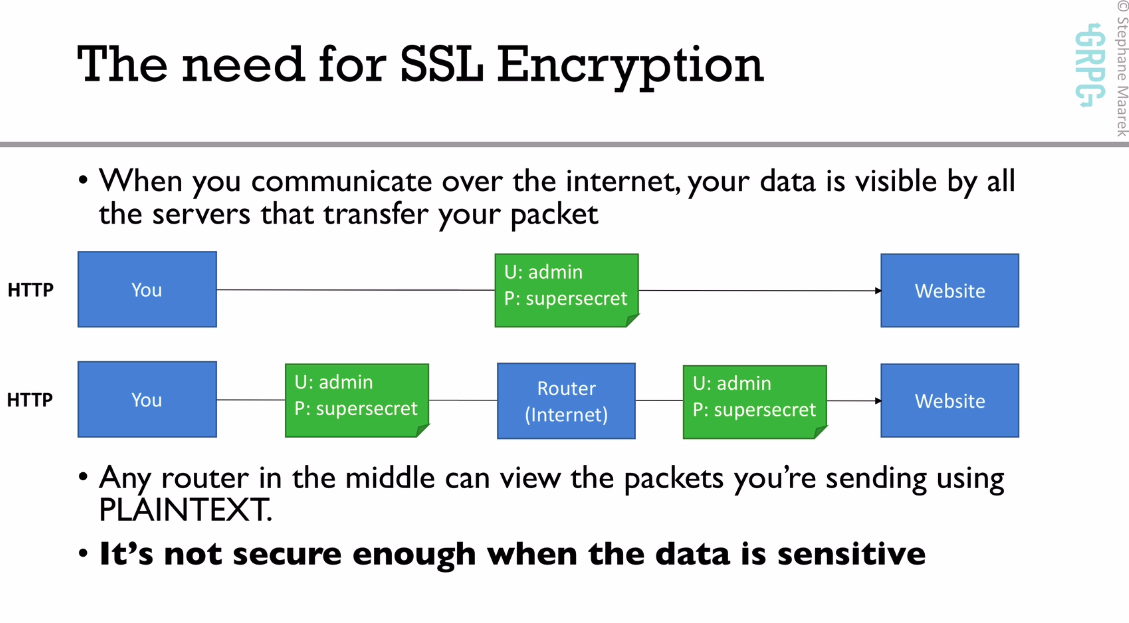 The need for SSL Encryption
GRPC
© Stephane Maarek
• When you communicate over the internet, your data is visible by all
the servers that transfer your packet
HTTP
You
U: admin
P: supersecret
Website
HTTP
You
U: admin
P: supersecret
Router
(Internet)
U: admin
P: supersecret
Website
• Any router in the middle can view the packets you’re sending using
PLAINTEXT.
• It’s not secure enough when the data is sensitive